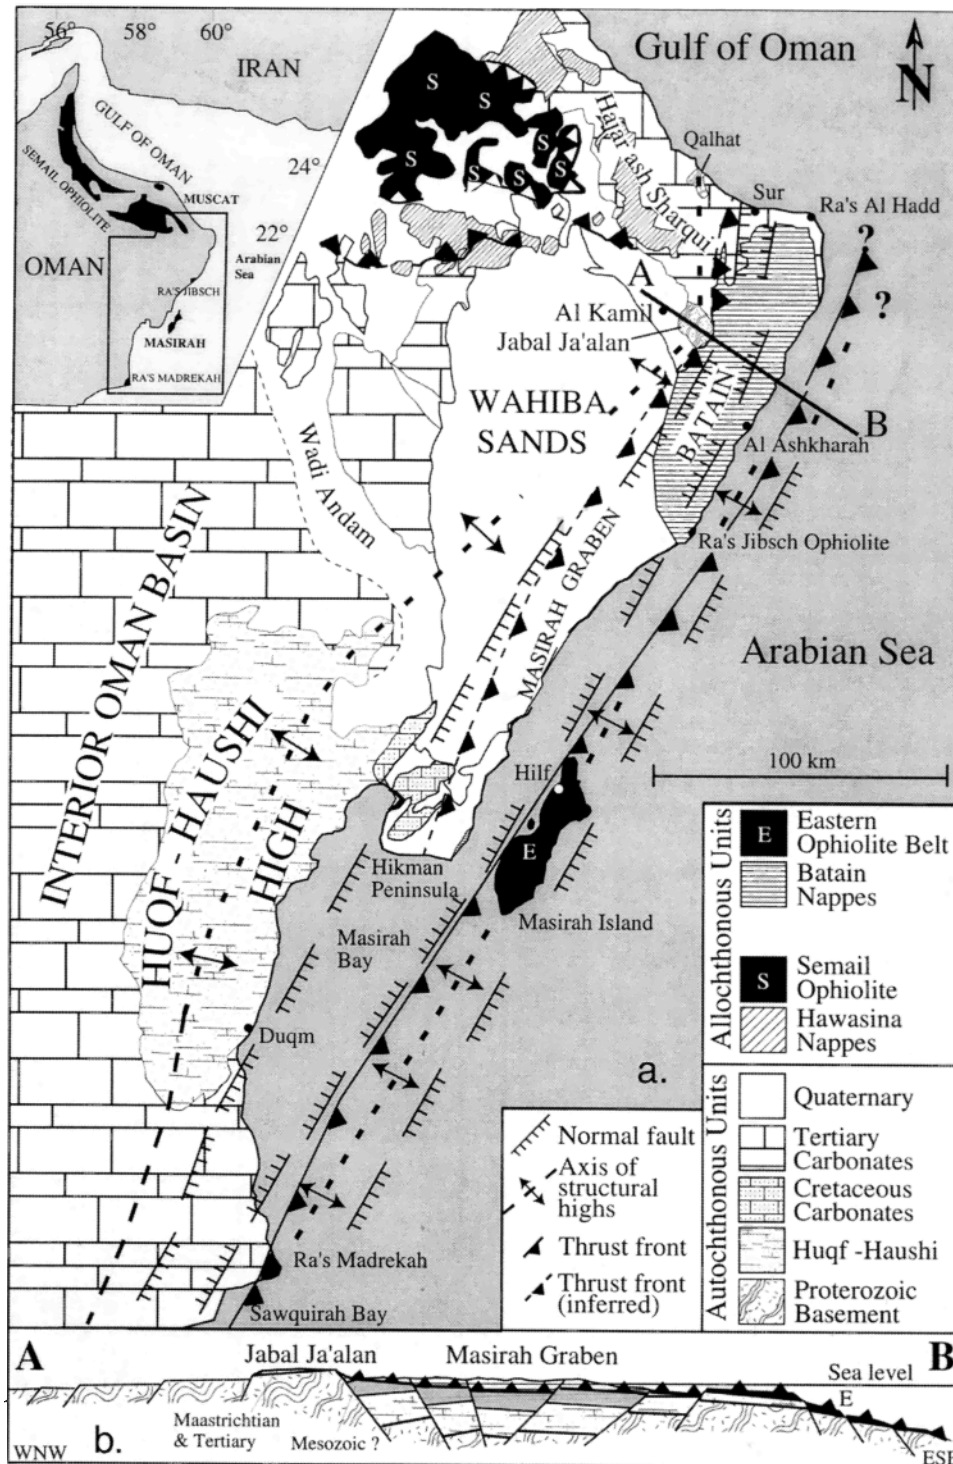 56°
58°
60°
IRAN
GULF OF OMAN
SEMAIL OPHIOLITE
MUSCAT
OMAN
Arabian
Sea
RA'S JIBSCH
MASIRAH
RA'S MADREKAH
24°
22°
Gulf of Oman
N
S
S
S
S
S
S
S
S
Hajar ash Sharqui
Qalhat
Sur
Ra's Al Hadd
?
?
A
Al Kamil
Jabal Ja'alan
WAHIBA
SANDS
BATAIN
B
Al Ashkharah
Wadi Andam
Ra's Jibsch Ophiolite
MASIRAH GRABEN
INTERIOR OMAN BASIN
Arabian Sea
HUQF - HAUSHI
HIGH
100 km
Hilf
E
Hikman
Peninsula
Masirah Island
Masirah
Bay
Duqm
a.
Ra's Madrekah
Sawquirah Bay
Normal fault
Axis of
structural
highs
Thrust front
Thrust front
(inferred)
Allochthonous Units
E
Eastern
Ophiolite Belt
Batain
Nappes
S
Semail
Ophiolite
Hawasina
Nappes
Autochthonous Units
Quaternary
Tertiary
Carbonates
Cretaceous
Carbonates
Huqf -Haushi
Proterozoic
Basement
A
Jabal Ja'alan
Masirah Graben
Sea level
B
E
Maastrichtian
& Tertiary
Mesozoic ?
WNW
b.
ESE